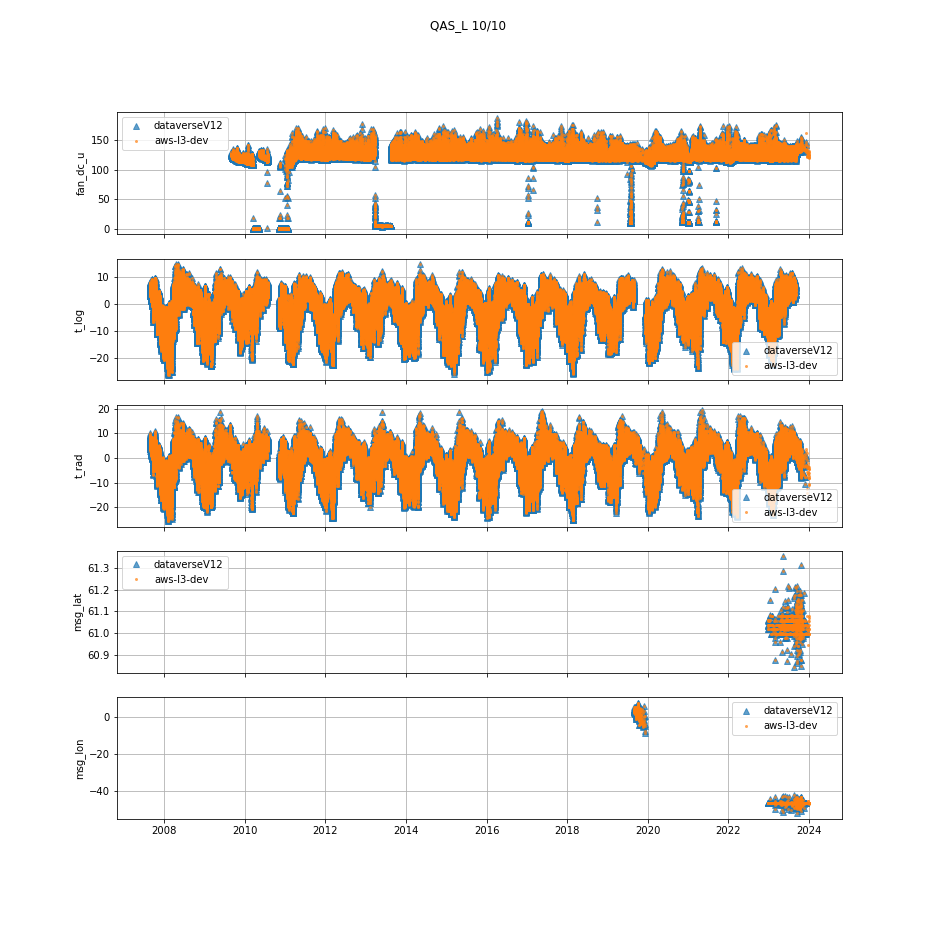 QAS_L 10/10
fan_dc_u
150
100
50
0
dataverseV12
aws-l3-dev
t_log
10
0
−10
−20
dataverseV12
aws-l3-dev
t_rad
20
10
0
−10
−20
dataverseV12
aws-l3-dev
msg_lat
61.3
61.2
61.1
61.0
60.9
dataverseV12
aws-l3-dev
msg_lon
0
−20
−40
dataverseV12
aws-l3-dev
2008 2010 2012 2014 2016 2018 2020 2022 2024